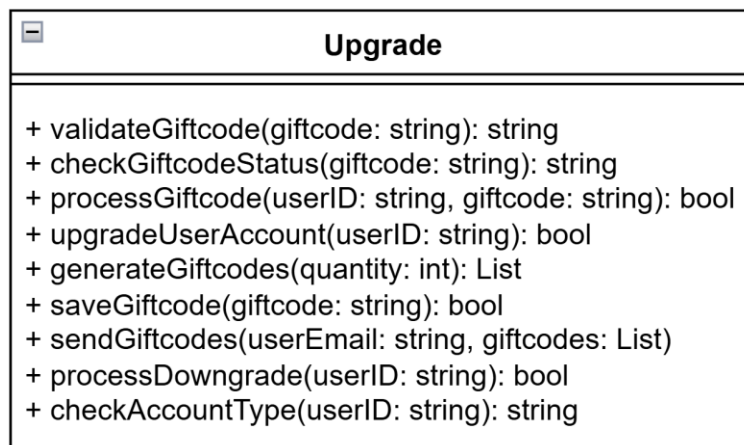 Upgrade
+ validateGiftcode(giftcode: string): string
+ checkGiftcodeStatus(giftcode: string): string
+ processGiftcode(userID: string, giftcode: string): bool
+ upgradeUserAccount(userID: string): bool
+ generateGiftcodes(quantity: int): List
+ saveGiftcode(giftcode: string): bool
+ sendGiftcodes(userEmail: string, giftcodes: List)
+ processDowngrade(userID: string): bool
+ checkAccountType(userID: string): string